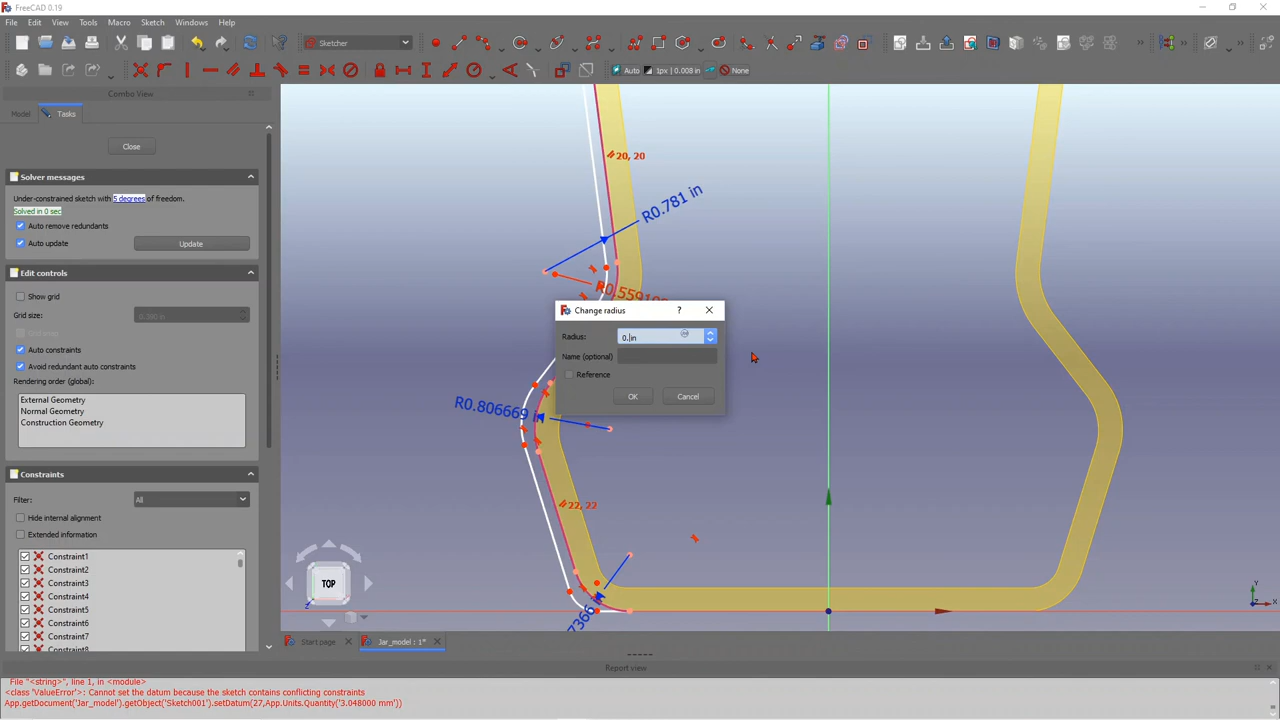 FreeCAD 0.19
File Edit View Tools Macro Sketch Windows Help
Sketcher
Auto 1px | 0.008 in None
Combo View
Model Tasks
Close
Solver messages
Under-constrained sketch with 5 degrees of freedom.
Solved in 0 sec
Auto remove redundants
Auto update Update
Edit controls
Show grid
Grid size:
Auto constraints
Avoid redundant auto constraints
Rendering order (global):
External Geometry
Normal Geometry
Construction Geometry
Constraints
Filter: All
Hide internal alignment
Extended information
Constraint1
Constraint2
Constraint3
Constraint4
Constraint5
Constraint6
Constraint7
Constraint8
20, 20
R0.781 in
Change radius ?
Radius: 0.in
Name (optional)
Reference
OK Cancel
R0.806669 in
22, 22
TOP
Z
Y
X
Z
Start page Jar_model : 1*
Report view
File "<string>", line 1, in <module>
<class 'ValueError'>: Cannot set the datum because the sketch contains conflicting constraints
App.getDocument('Jar_model').getObject('Sketch001').setDatum(27,App.Units.Quantity('3.048000 mm'))